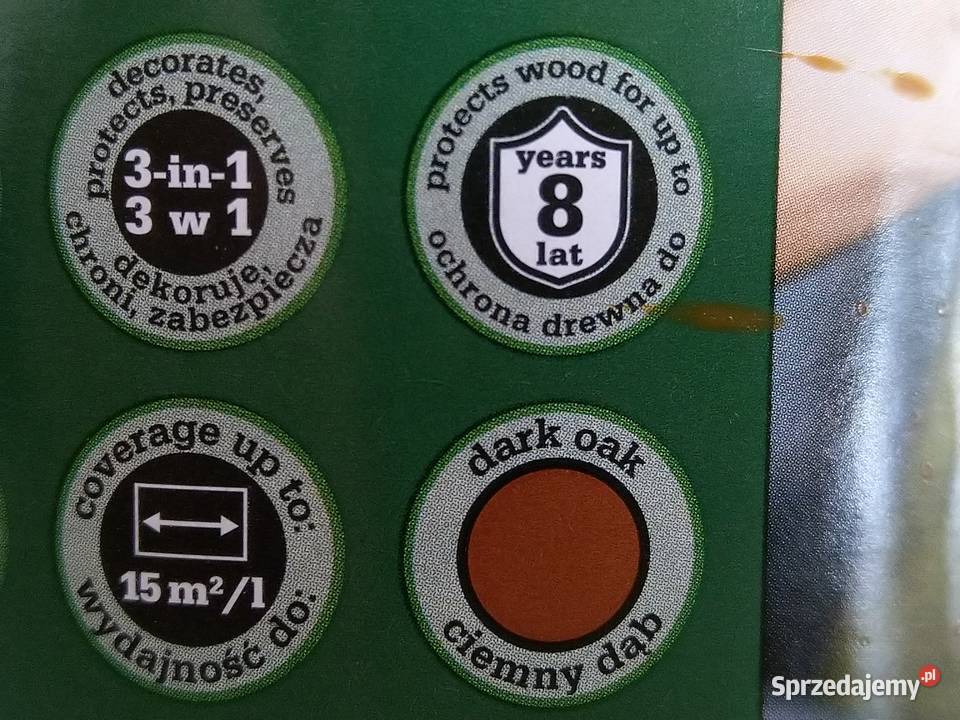 decorates,
protects, preserves
3-in-1
3 w 1
dekoruje,
chroni, zabezpiecza
protects wood for up to
years
8
lat
ochrona drewna do
coverage up to:
15 m²/l
wydajność do:
dark oak
ciemny dąb
Sprzedajemy.pl